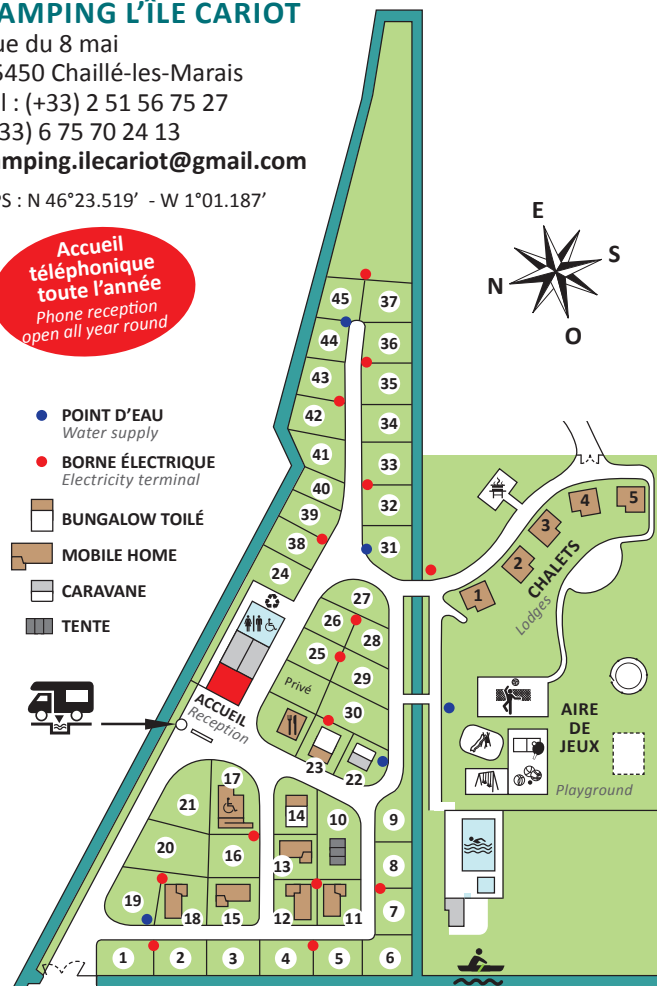 AMPING L'ÎLE CARIOT
ue du 8 mai
5450 Chaillé-les-Marais
l : (+33) 2 51 56 75 27
33) 6 75 70 24 13
amping.ilecariot@gmail.com
PS : N 46°23.519' - W 1°01.187'
Accueil
téléphonique
toute l'année
Phone reception
open all year round
E
S
N
O
POINT D'EAU
Water supply
BORNE ÉLECTRIQUE
Electricity terminal
BUNGALOW TOILÉ
MOBILE HOME
CARAVANE
TENTE
45
37
44
36
43
35
42
34
41
33
40
32
39
38
31
24
27
26
28
25
29
Privé
30
23
22
ACCUEIL
Reception
1
2
3
4
5
CHALETS
Lodges
AIRE
DE
JEUX
Playground
17
21
14
10
9
20
16
13
8
19
18
15
12
11
7
1
2
3
4
5
6